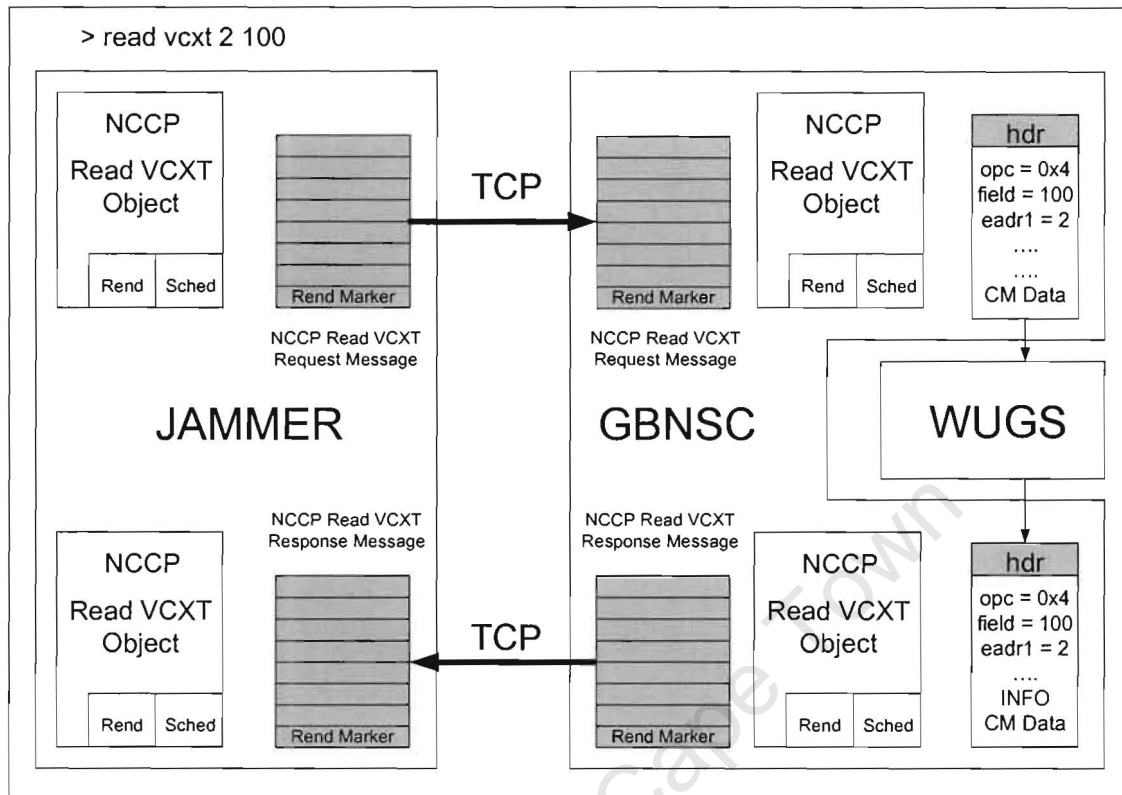 > read vcxt 2 100
NCCP
Read VCXT
Object
Rend
Sched
Rend Marker
NCCP Read VCXT
Request Message
TCP
Rend Marker
NCCP Read VCXT
Request Message
NCCP
Read VCXT
Object
Rend
Sched
hdr
opc = 0x4
field = 100
eadr1 = 2
....
....
CM Data
JAMMER
GBNSC
WUGS
NCCP
Read VCXT
Object
Rend
Sched
NCCP Read VCXT
Response Message
Rend Marker
TCP
NCCP Read VCXT
Response Message
Rend Marker
NCCP
Read VCXT
Object
Rend
Sched
hdr
opc = 0x4
field = 100
eadr1 = 2
....
INFO
CM Data
Cape Town